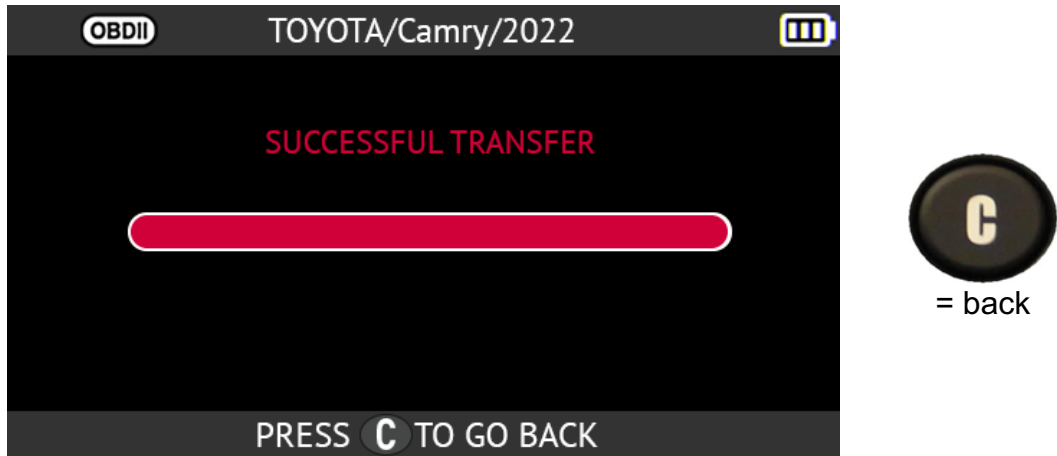 OBDII TOYOTA/Camry/2022
SUCCESSFUL TRANSFER
C
= back
PRESS C TO GO BACK